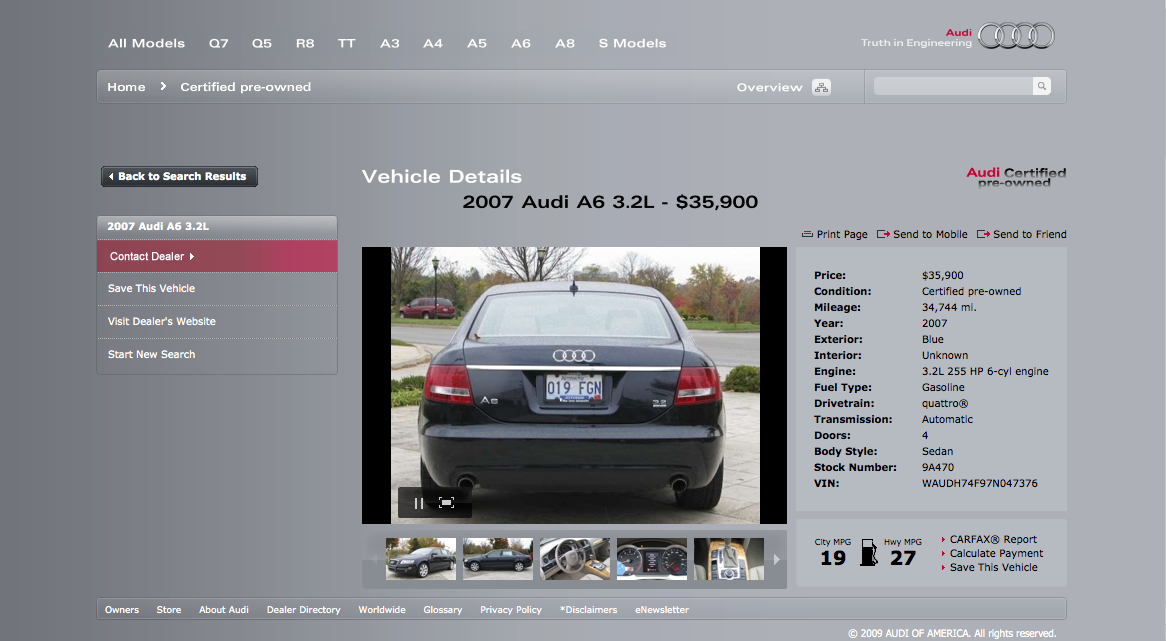 All Models Q7 Q5 R8 TT A3 A4 A5 A6 A8 S Models
Audi
Truth in Engineering
Home Certified pre-owned Overview
Back to Search Results
Vehicle Details
Audi Certified
pre-owned
2007 Audi A6 3.2L - $35,900
2007 Audi A6 3.2L
Contact Dealer
Save This Vehicle
Visit Dealer's Website
Start New Search
Print Page Send to Mobile Send to Friend
A6
3.2
019 FGN
Price: $35,900
Condition: Certified pre-owned
Mileage: 34,744 mi.
Year: 2007
Exterior: Blue
Interior: Unknown
Engine: 3.2L 255 HP 6-cyl engine
Fuel Type: Gasoline
Drivetrain: quattro®
Transmission: Automatic
Doors: 4
Body Style: Sedan
Stock Number: 9A470
VIN: WAUDH74F97N047376
City MPG
19
Hwy MPG
27
CARFAX® Report
Calculate Payment
Save This Vehicle
Owners Store About Audi Dealer Directory Worldwide Glossary Privacy Policy *Disclaimers eNewsletter
© 2009 AUDI OF AMERICA. All rights reserved.